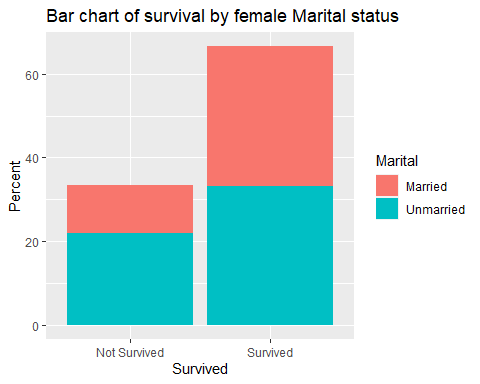 Bar chart of survival by female Marital status
Percent
60
40
20
0
Not Survived
Survived
Survived
Marital
Married
Unmarried